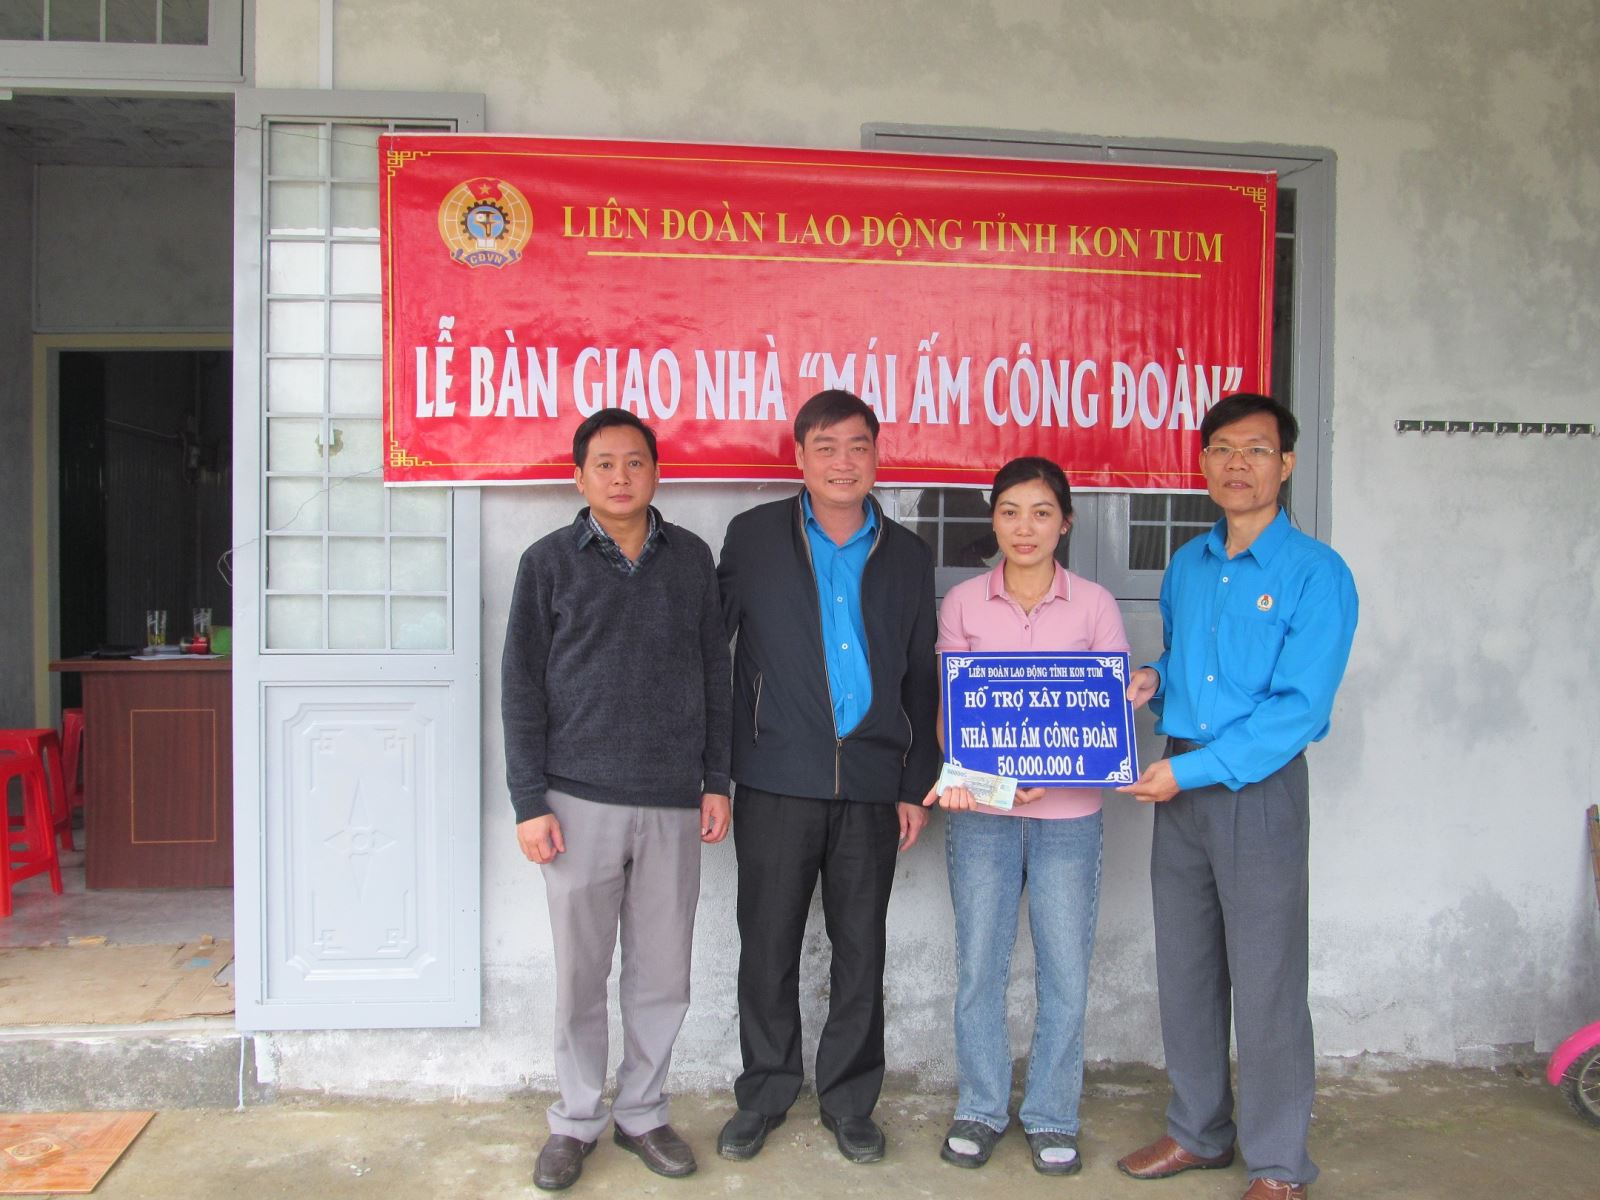 LIÊN ĐOÀN LAO ĐỘNG TỈNH KON TUM
CĐVN
LỄ BÀN GIAO NHÀ “MÁI ẤM CÔNG ĐOÀN”
LIÊN ĐOÀN LAO ĐỘNG TỈNH KON TUM
HỖ TRỢ XÂY DỰNG
NHÀ MÁI ẤM CÔNG ĐOÀN
50.000.000 đ